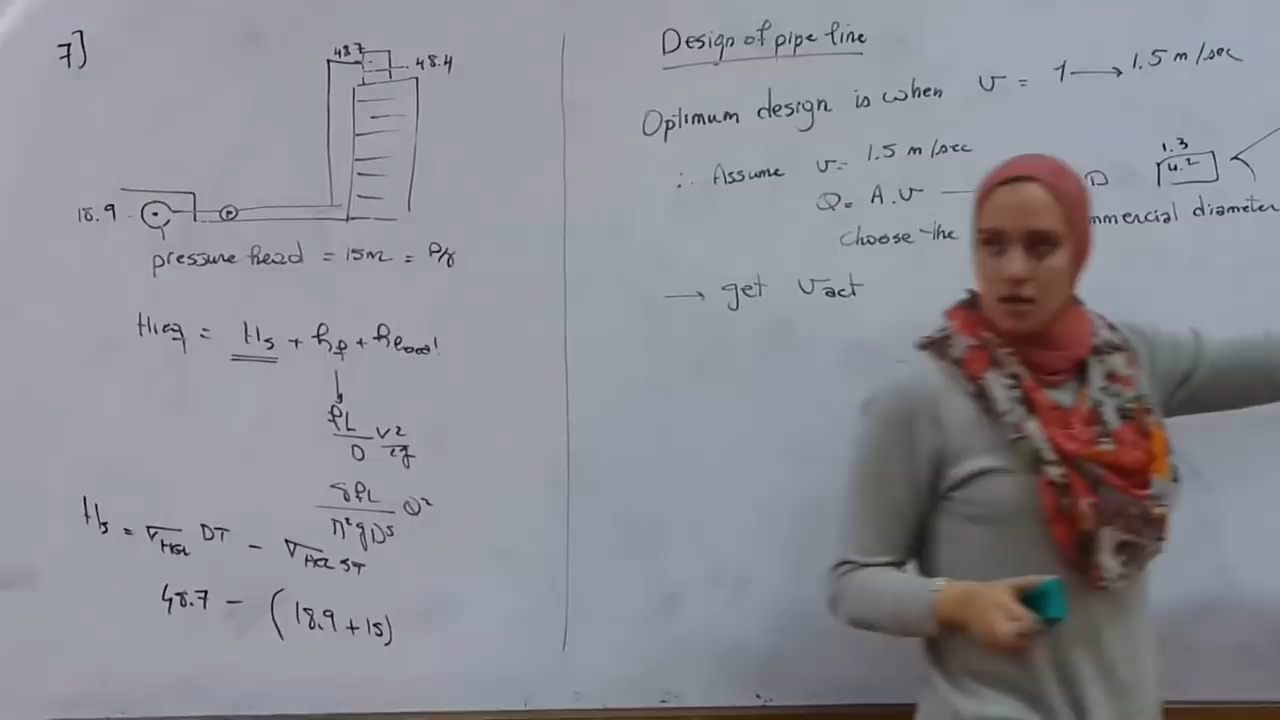 7]
48.7
48.4
18.9
P
pressure head = 15m = P/γ
Hreq = Hs + hf + hlocal
fL/D V²/2g
8fL/π²gD⁵ Q²
Hs = ∇HGL DT - ∇HGL ST
48.7 - (18.9 + 15)
Design of pipe line
Optimum design is when v = 1 → 1.5 m/sec
∴ Assume v = 1.5 m/sec
1.3
Q = A.v D 4.2
choose the mmercial diameter
→ get vact